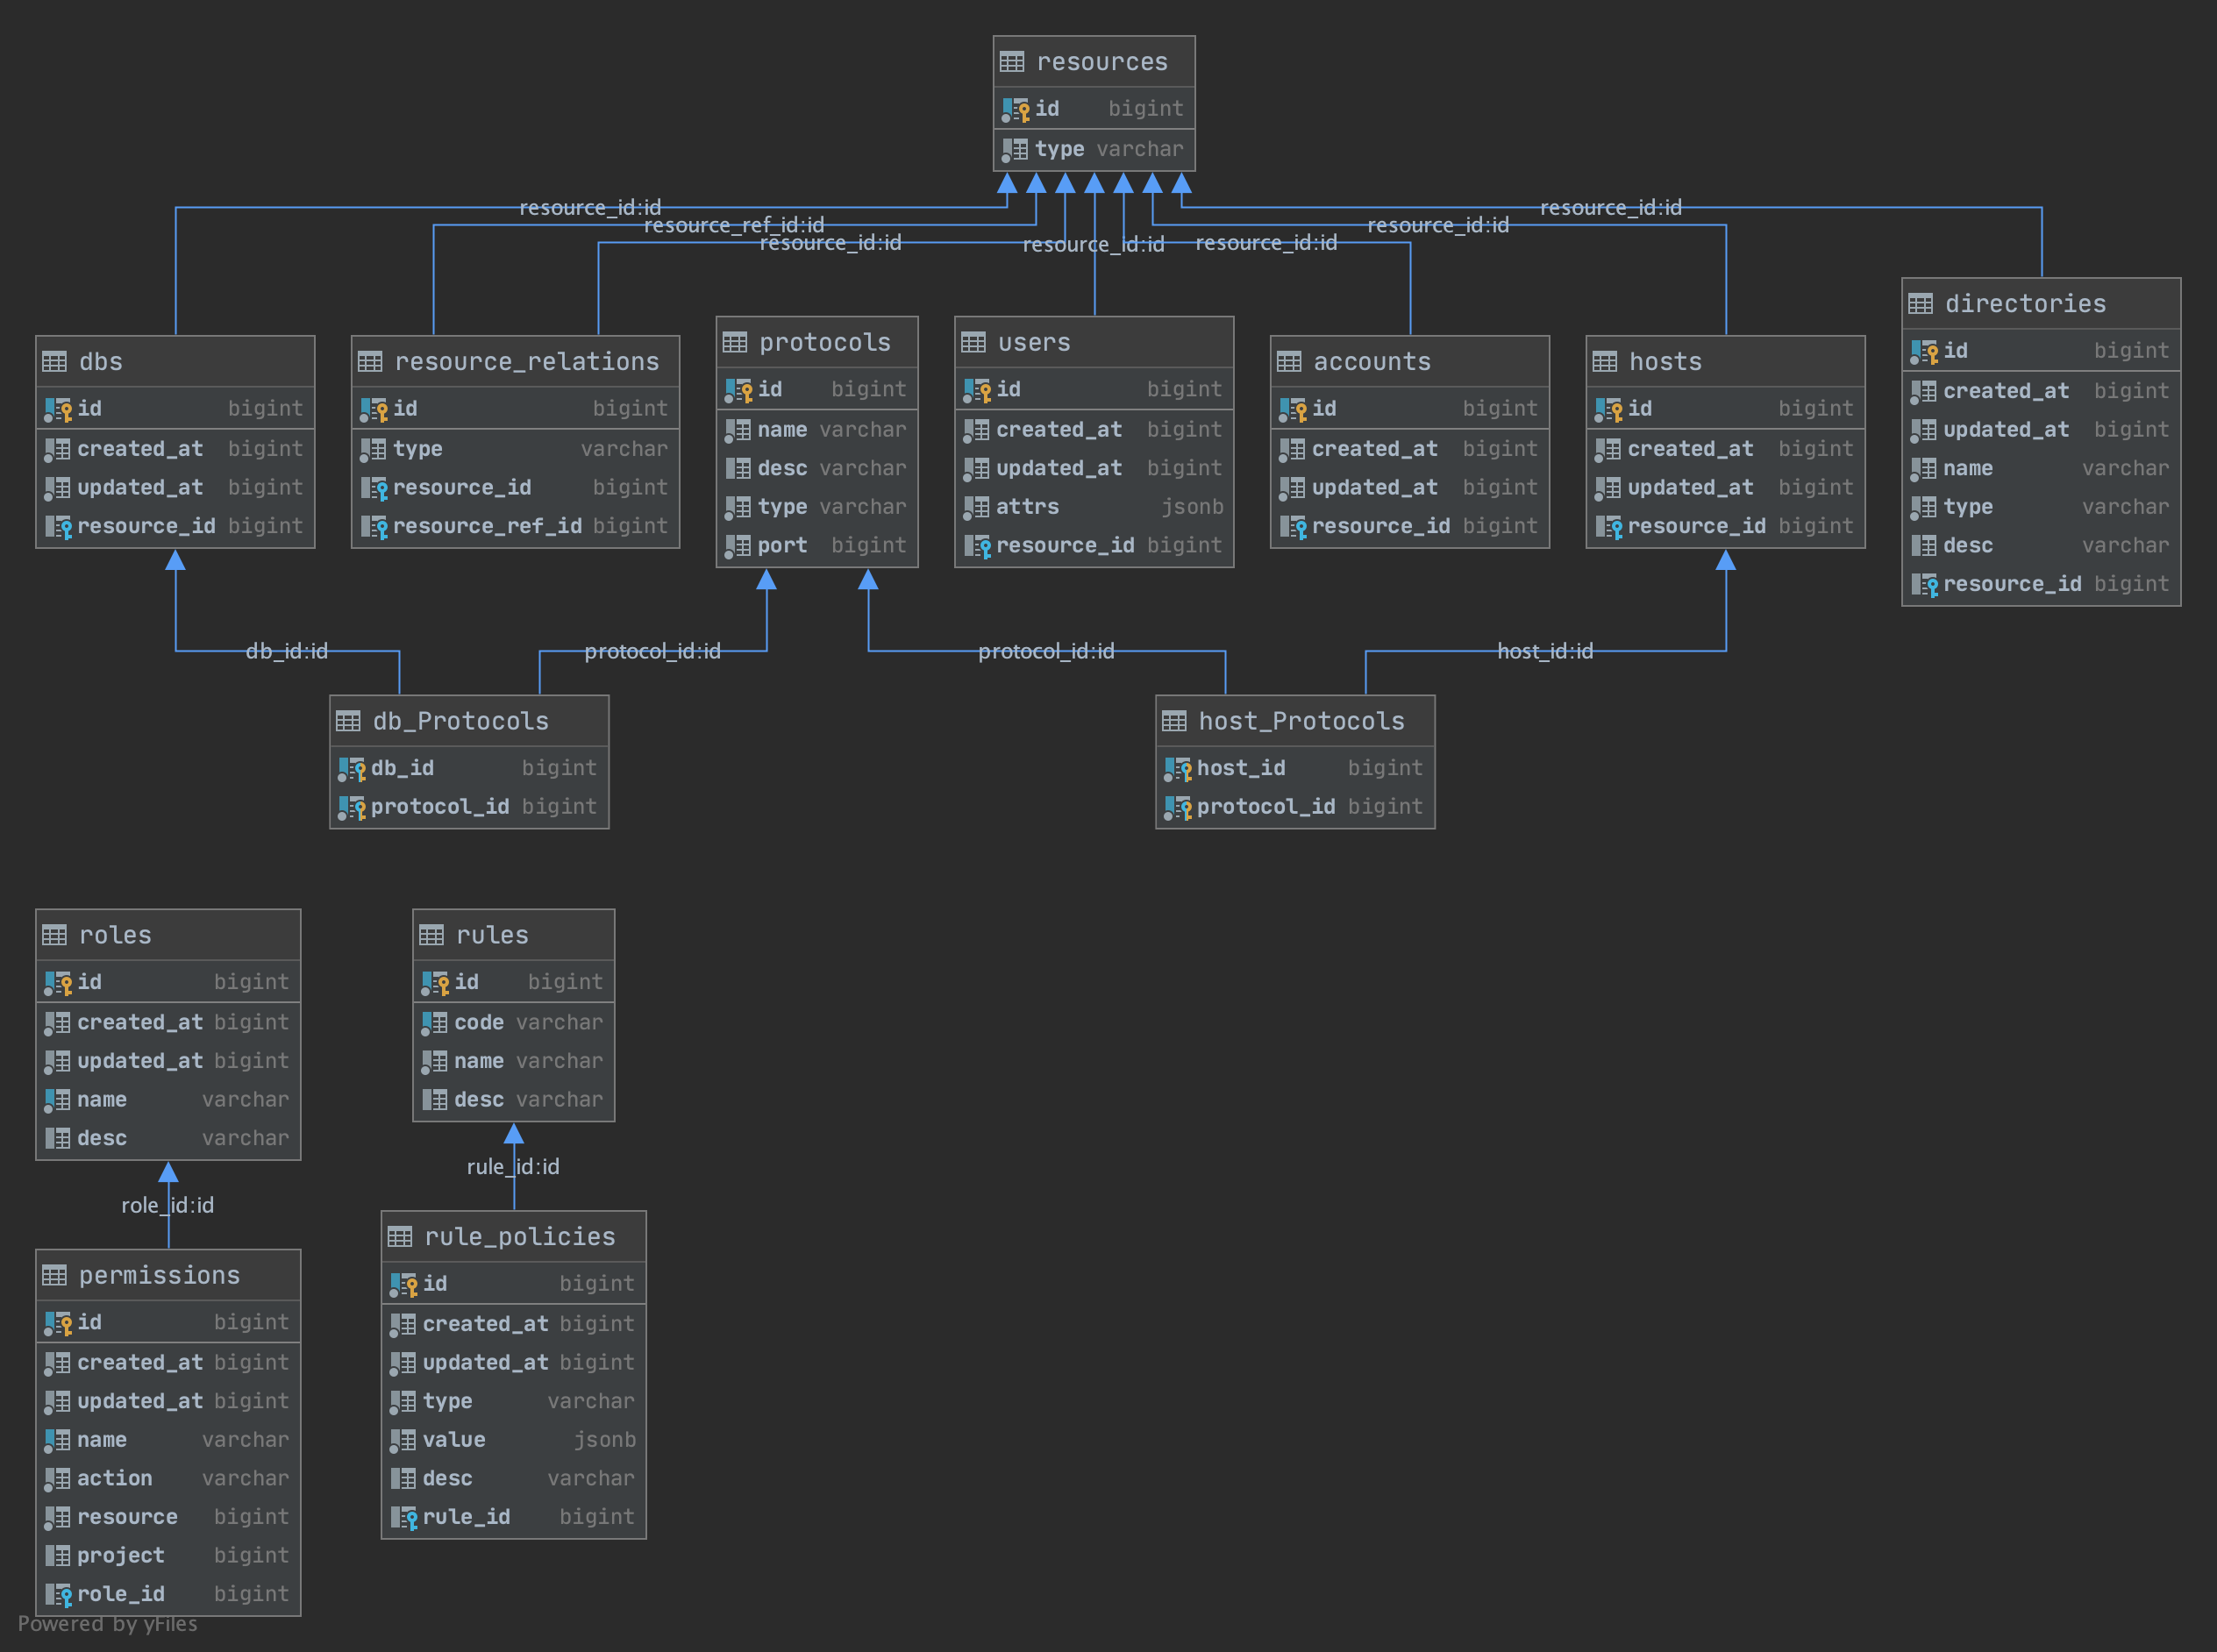 resources
id bigint
type varchar
resource_id:id
resource_ref_id:id
resource_id:id
resource_id:id
resource_id:id
resource_id:id
resource_id:id
dbs
id bigint
created_at bigint
updated_at bigint
resource_id bigint
resource_relations
id bigint
type varchar
resource_id bigint
resource_ref_id bigint
protocols
id bigint
name varchar
desc varchar
type varchar
port bigint
users
id bigint
created_at bigint
updated_at bigint
attrs jsonb
resource_id bigint
accounts
id bigint
created_at bigint
updated_at bigint
resource_id bigint
hosts
id bigint
created_at bigint
updated_at bigint
resource_id bigint
directories
id bigint
created_at bigint
updated_at bigint
name varchar
type varchar
desc varchar
resource_id bigint
db_id:id
protocol_id:id
protocol_id:id
host_id:id
db_Protocols
db_id bigint
protocol_id bigint
host_Protocols
host_id bigint
protocol_id bigint
roles
id bigint
created_at bigint
updated_at bigint
name varchar
desc varchar
rules
id bigint
code varchar
name varchar
desc varchar
role_id:id
rule_id:id
permissions
id bigint
created_at bigint
updated_at bigint
name varchar
action varchar
resource bigint
project bigint
role_id bigint
rule_policies
id bigint
created_at bigint
updated_at bigint
type varchar
value jsonb
desc varchar
rule_id bigint
Powered by yFiles